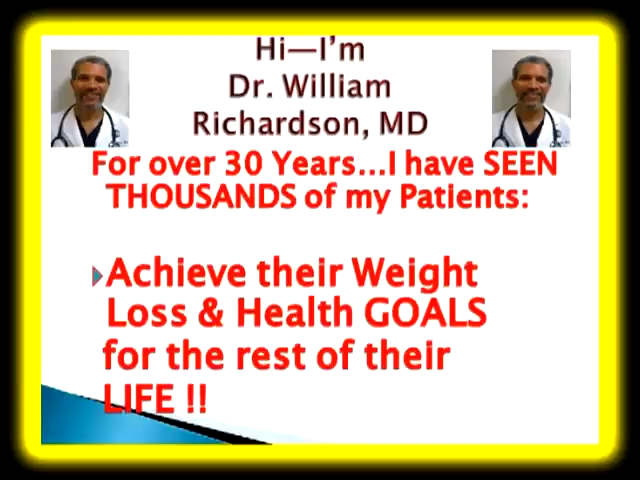 Hi—I’m
Dr. William
Richardson, MD
For over 30 Years...I have SEEN
THOUSANDS of my Patients:
Achieve their Weight
Loss & Health GOALS
for the rest of their
LIFE !!